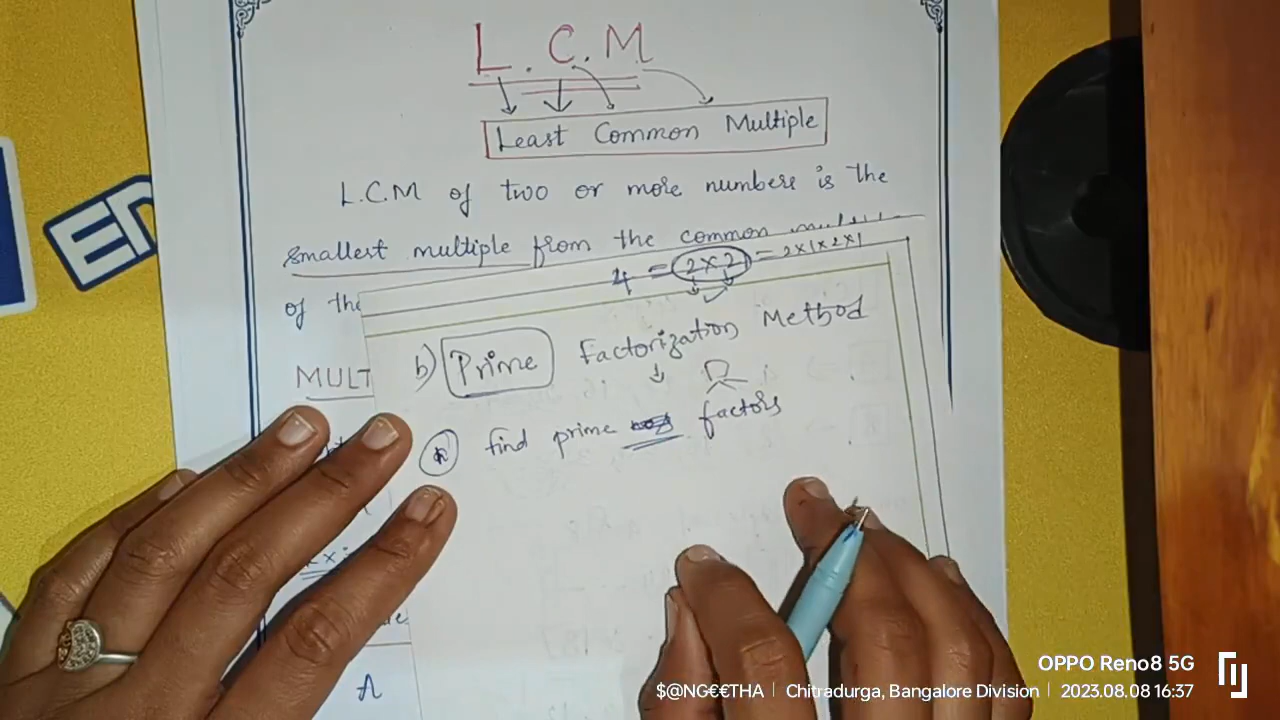 L.C.M
Least Common Multiple
L.C.M of two or more numbers is the
smallest multiple from the common
4 = 2×2 = 2×1×2×1
of the
b) Prime Factorization Method
MULT
find prime factors
OPPO Reno8 5G
$@NG€€THA | Chitradurga, Bangalore Division | 2023.08.08 16:37